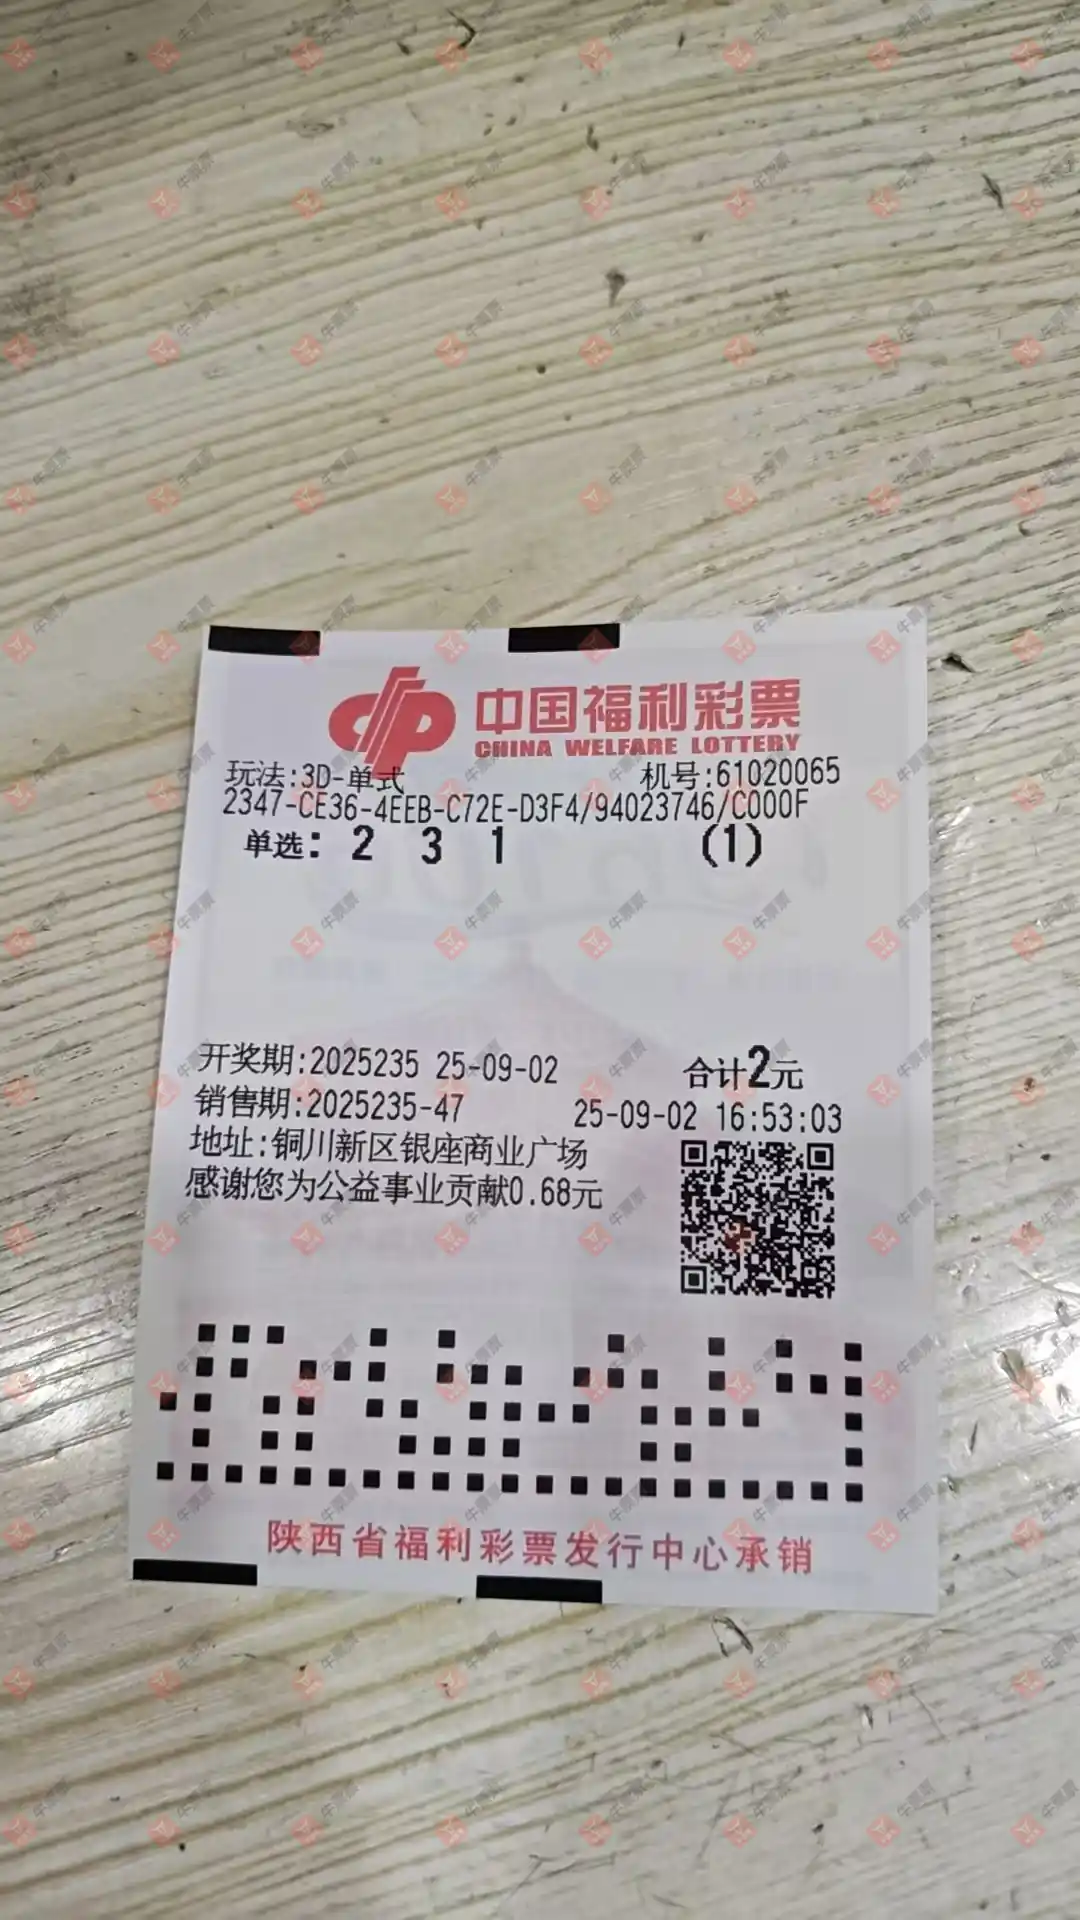 中国福利彩票
CHINA WELFARE LOTTERY
玩法:3D-单式 机号:61020065
2347-CE36-4EEB-C72E-D3F4/94023746/C000F
单选: 2 3 1 (1)
开奖期:2025235 25-09-02 合计2元
销售期:2025235-47 25-09-02 16:53:03
地址:铜川新区银座商业广场
感谢您为公益事业贡献0.68元
陕西省福利彩票发行中心承销
牛票票